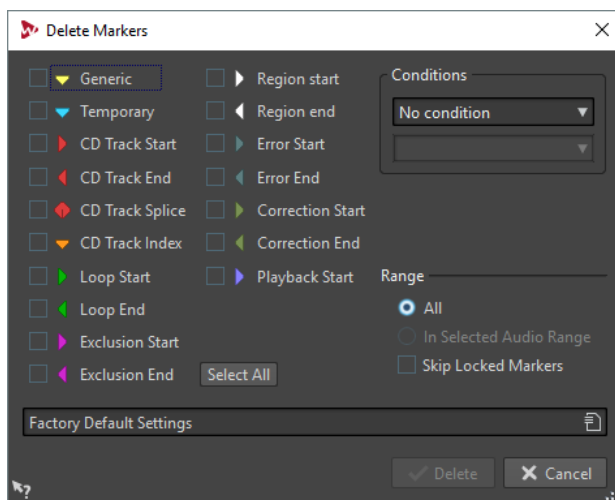 Delete Markers
Generic
Temporary
CD Track Start
CD Track End
CD Track Splice
CD Track Index
Loop Start
Loop End
Exclusion Start
Exclusion End
Region start
Region end
Error Start
Error End
Correction Start
Correction End
Playback Start
Select All
Conditions
No condition
Range
All
In Selected Audio Range
Skip Locked Markers
Factory Default Settings
Delete
Cancel